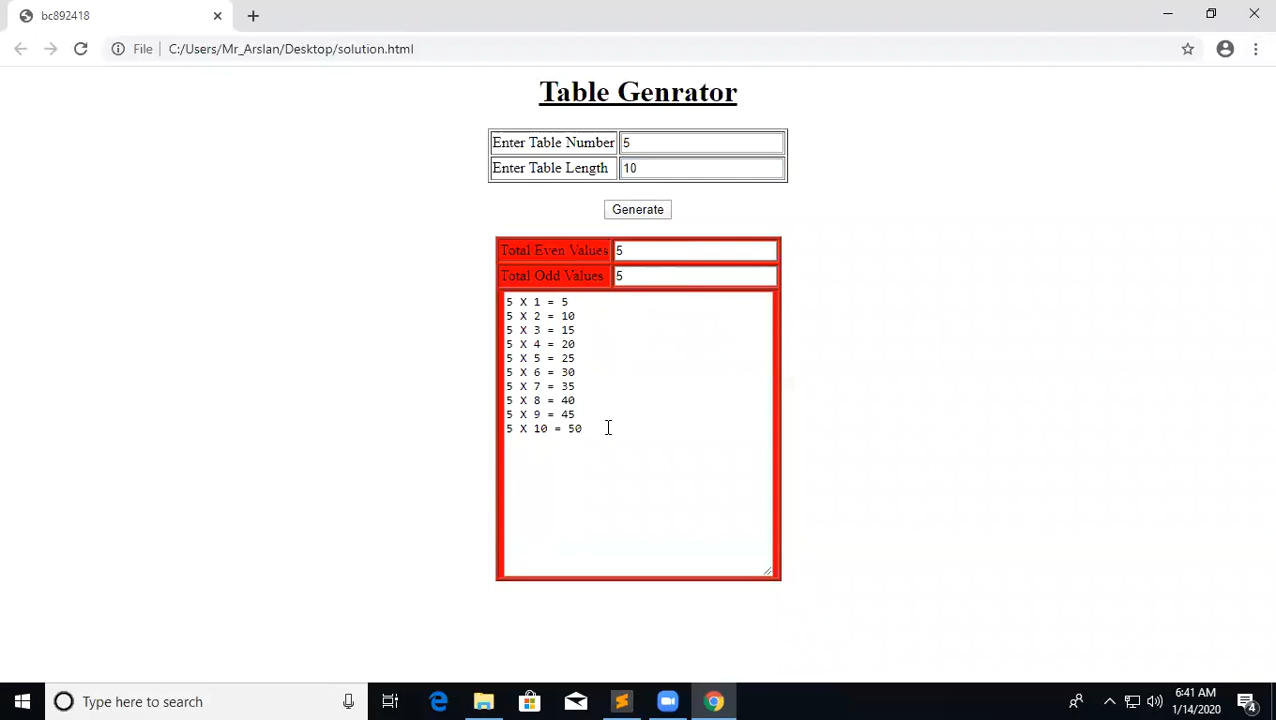 bc892418
File
C:/Users/Mr_Arslan/Desktop/solution.html
Table Genrator
Enter Table Number 5
Enter Table Length 10
Generate
Total Even Values 5
Total Odd Values 5
5 X 1 = 5
5 X 2 = 10
5 X 3 = 15
5 X 4 = 20
5 X 5 = 25
5 X 6 = 30
5 X 7 = 35
5 X 8 = 40
5 X 9 = 45
5 X 10 = 50
Type here to search
6:41 AM
1/14/2020
4